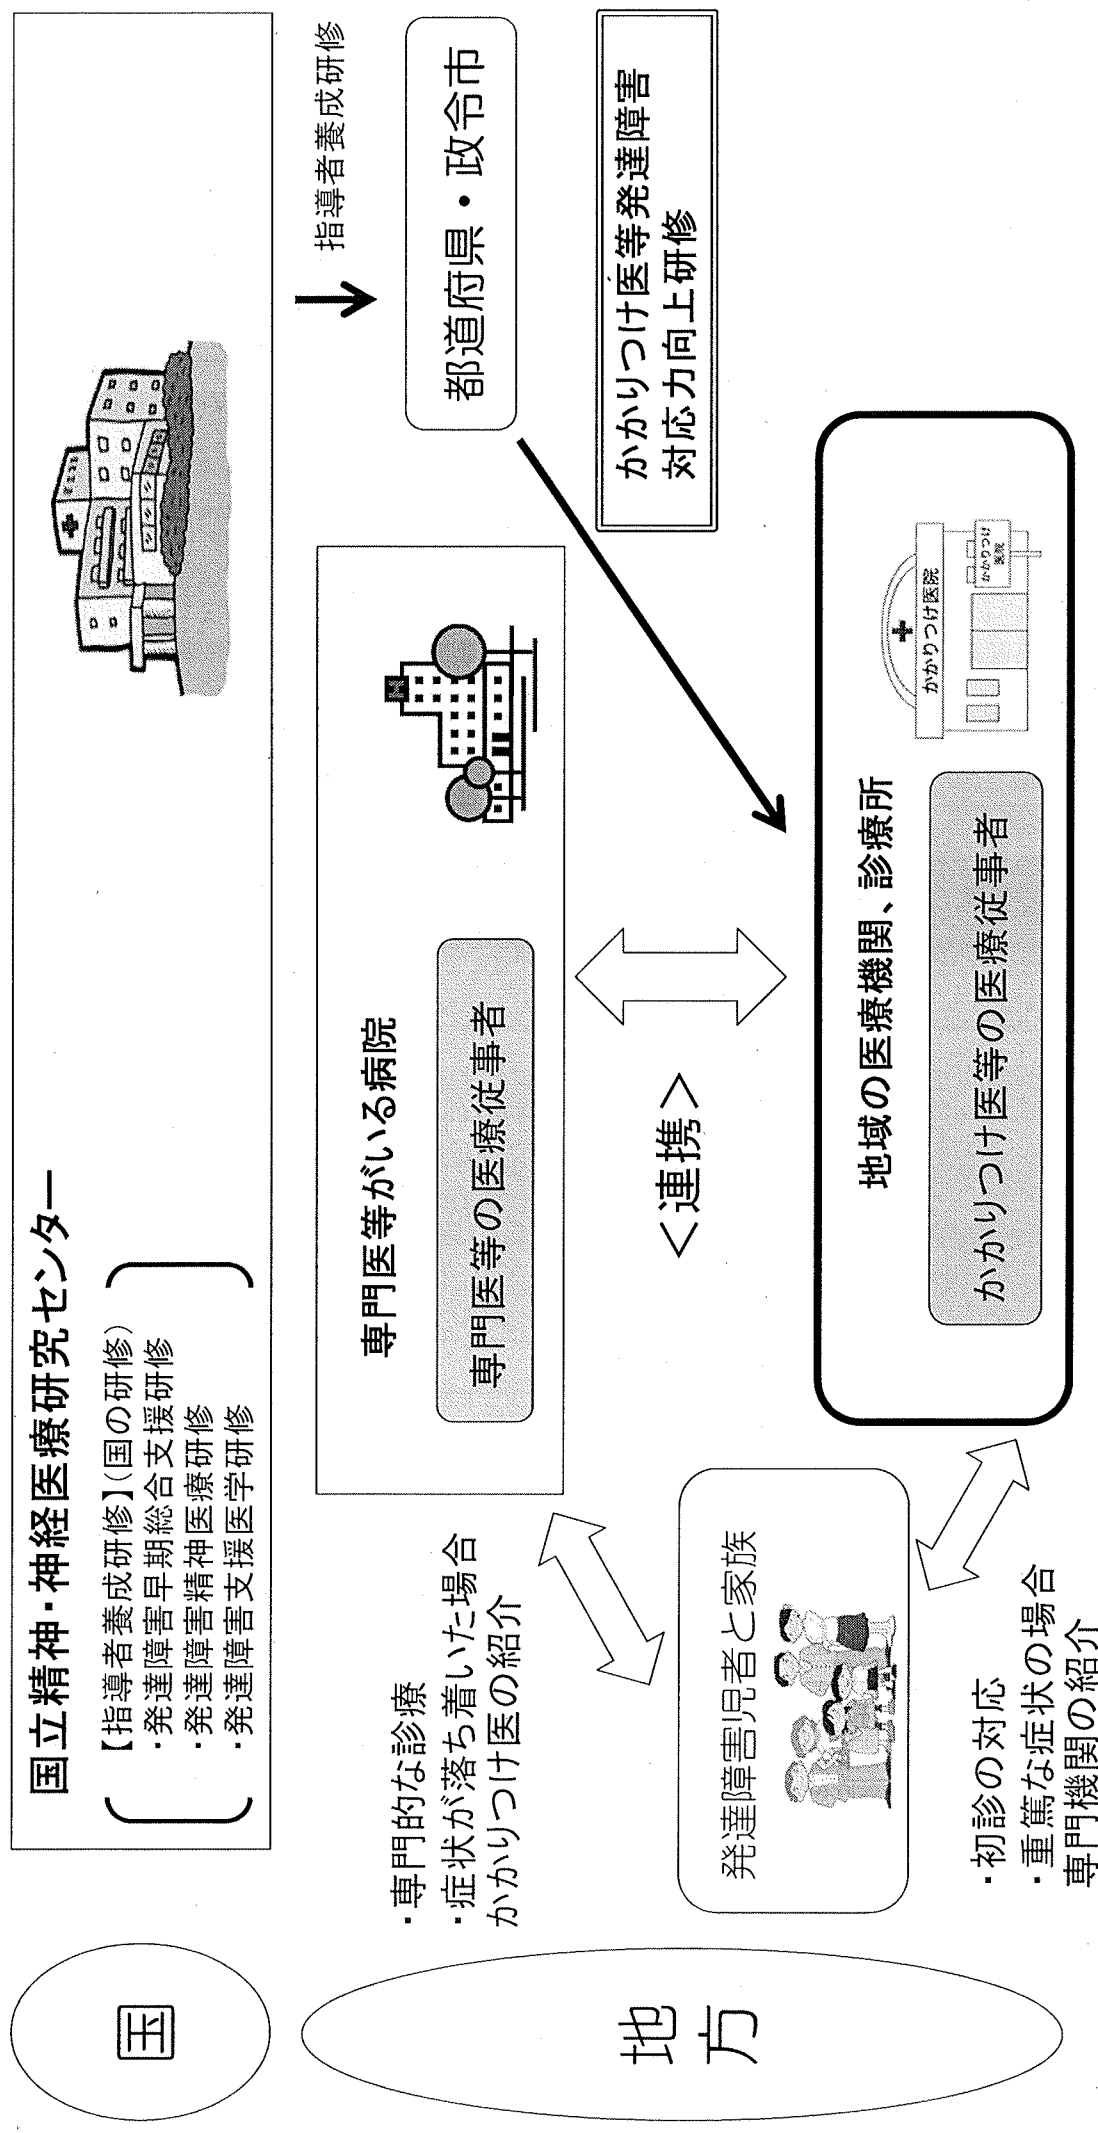 国
国立精神・神経医療研究センター
【指導者養成研修】(国の研修)
・発達障害早期総合支援研修
・発達障害精神医療研修
・発達障害支援医学研修
指導者養成研修
都道府県・政令市
かかりつけ医等発達障害
対応力向上研修
地
方
・専門的な診療
・症状が落ち着いた場合
かかりつけ医の紹介
専門医等がいる病院
専門医等の医療従事者
H
＜連携＞
発達障害児者と家族
・初診の対応
・重篤な症状の場合
専門機関の紹介
地域の医療機関、診療所
かかりつけ医等の医療従事者
かかりつけ医院
かかりつけ
医院